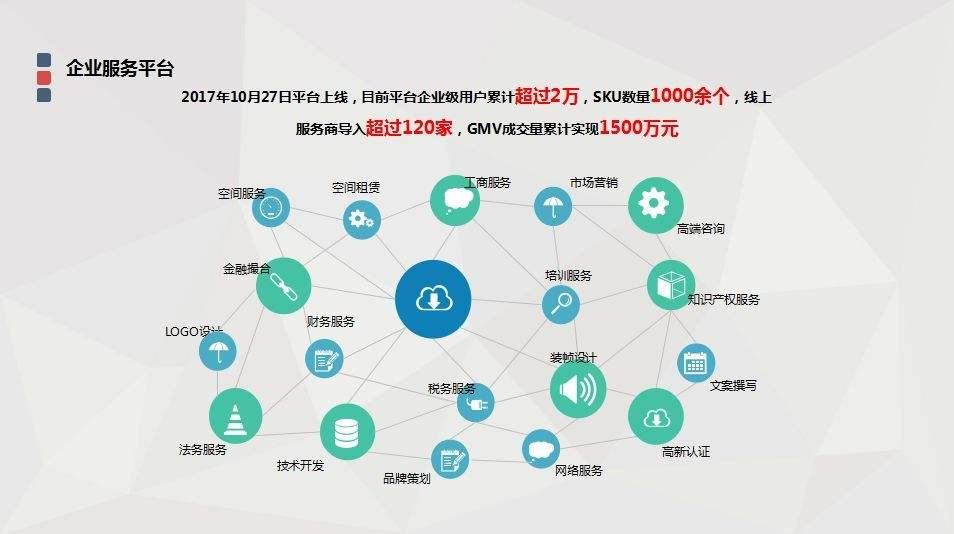 企业服务平台
2017年10月27日平台上线，目前平台企业级用户累计超过2万，SKU数量1000余个，线上
服务商导入超过120家，GMV成交量累计实现1500万元
空间服务
空间租赁
工商服务
市场营销
高端咨询
金融撮合
培训服务
知识产权服务
LOGO设计
财务服务
装帧设计
文案撰写
税务服务
法务服务
技术开发
品牌策划
网络服务
高新认证